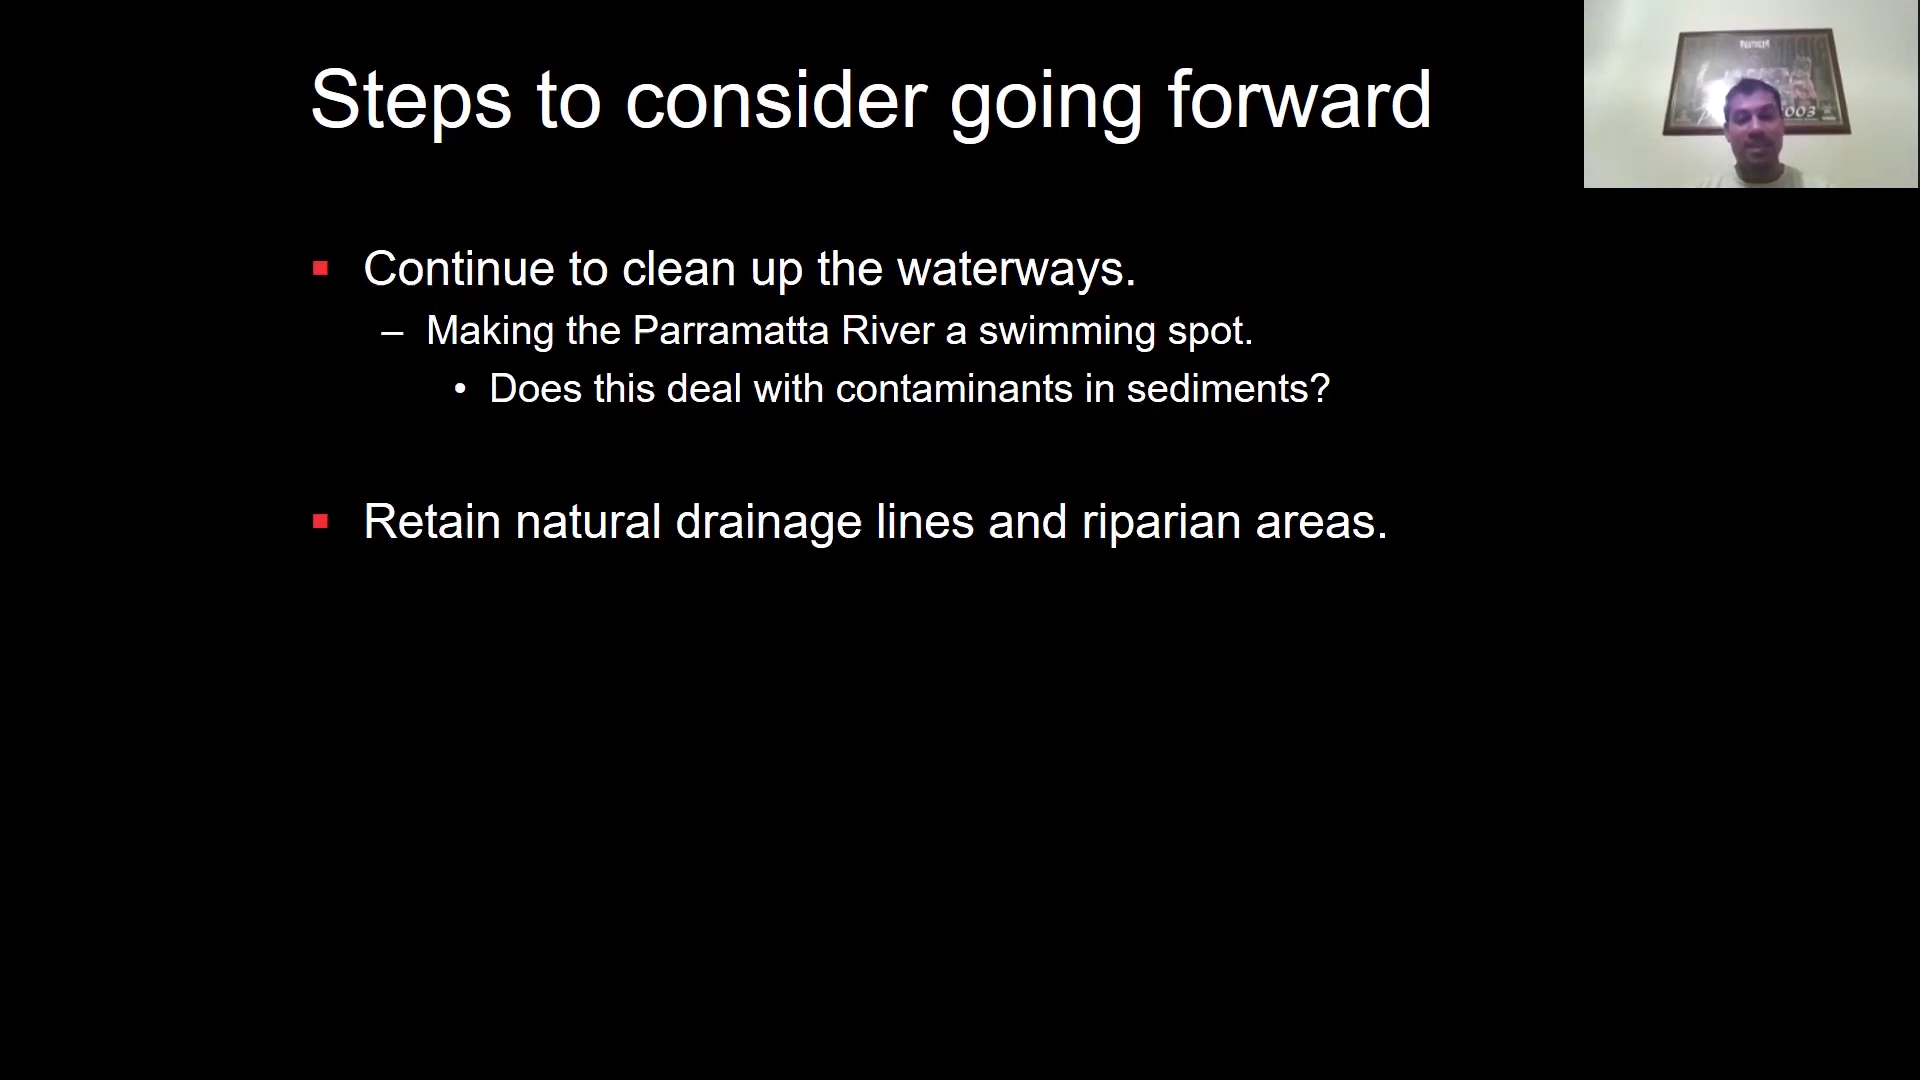 Steps to consider going forward
Continue to clean up the waterways.
– Making the Parramatta River a swimming spot.
• Does this deal with contaminants in sediments?
Retain natural drainage lines and riparian areas.